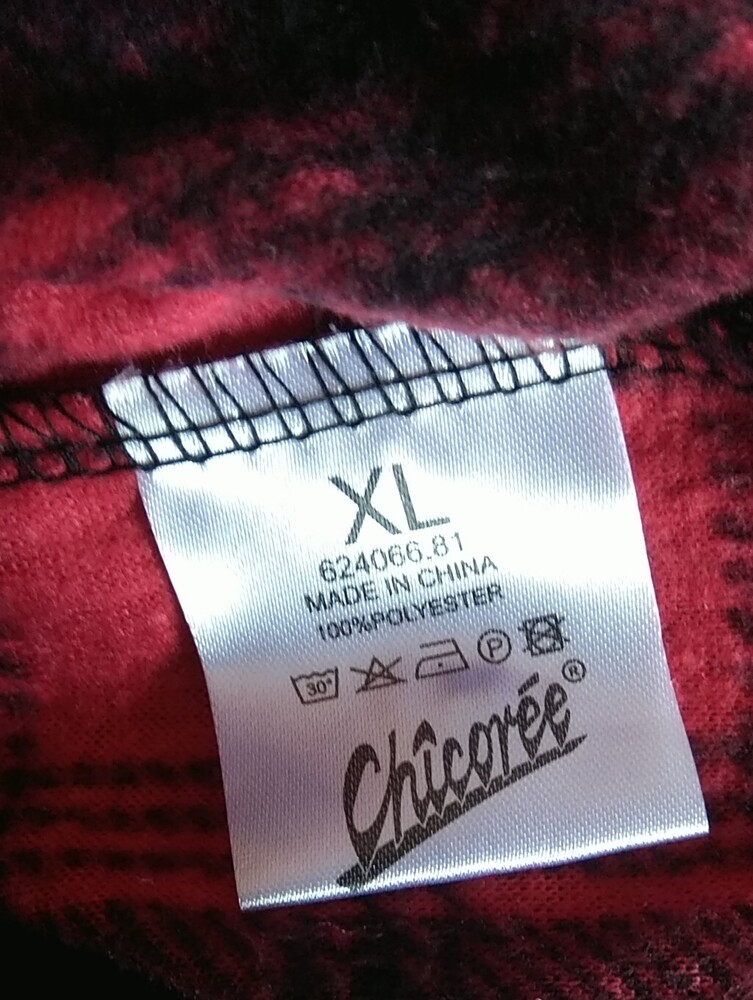 XL
624066.81
MADE IN CHINA
100%POLYESTER
30° P
Chîcorée®